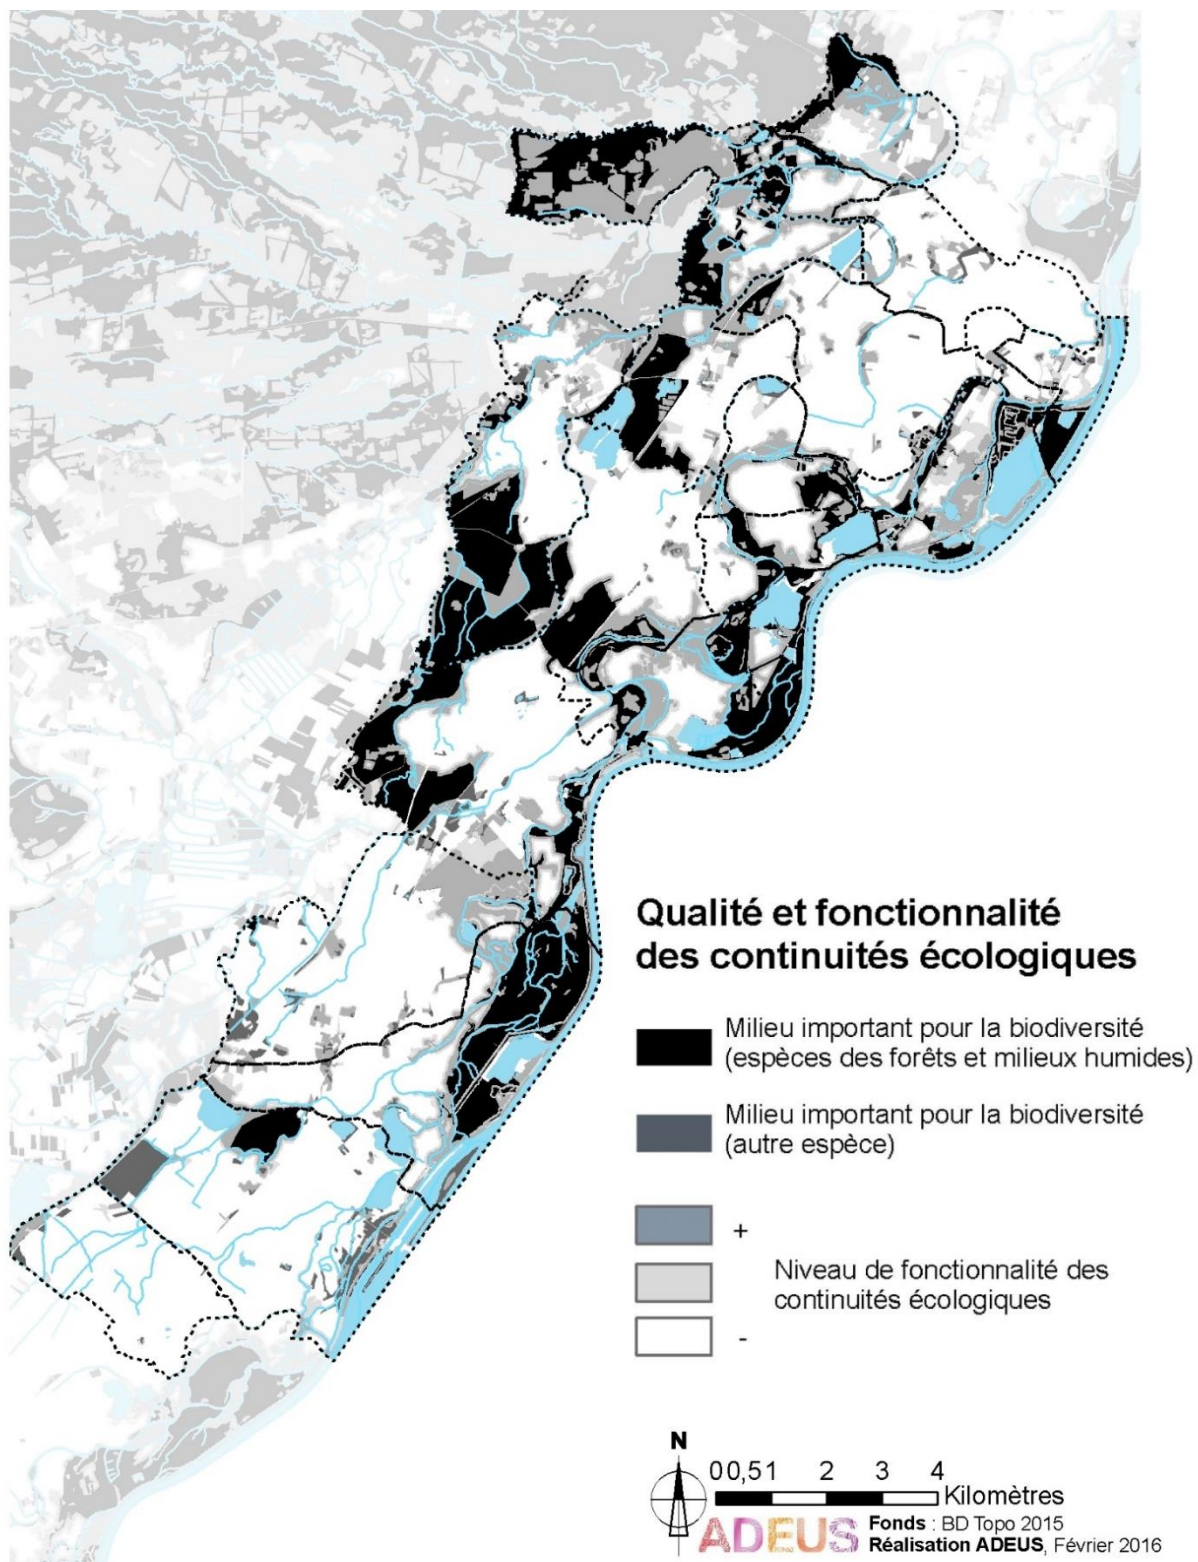 Qualité et fonctionnalité
des continuités écologiques
Milieu important pour la biodiversité
(espèces des forêts et milieux humides)
Milieu important pour la biodiversité
(autre espèce)
+
Niveau de fonctionnalité des
continuités écologiques
-
N
0 0,5 1 2 3 4
Kilomètres
ADEUS
Fonds : BD Topo 2015
Réalisation ADEUS, Février 2016